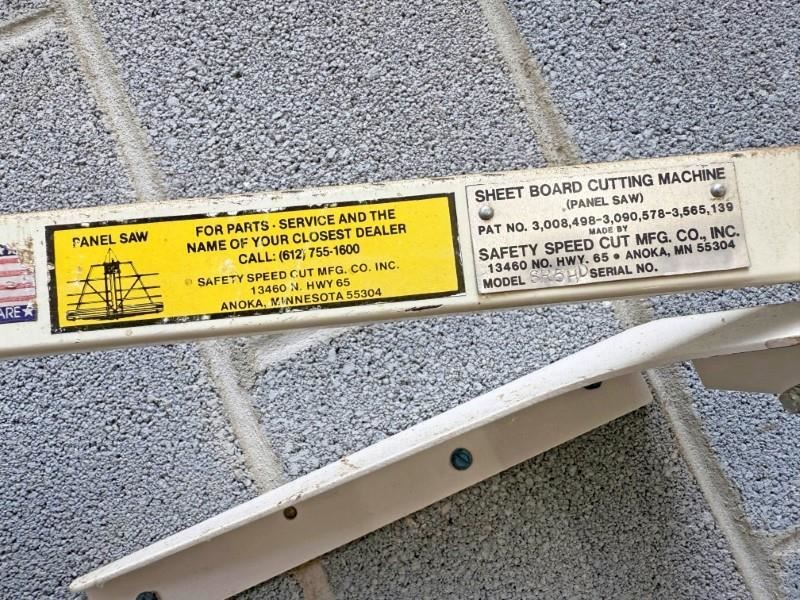 ARE★
PANEL SAW
FOR PARTS - SERVICE AND THE
NAME OF YOUR CLOSEST DEALER
CALL: (612) 755-1600
SAFETY SPEED CUT MFG. CO. INC.
13460 N. HWY 65
ANOKA, MINNESOTA 55304
SHEET BOARD CUTTING MACHINE
(PANEL SAW)
PAT NO. 3,008,498-3,090,578-3,565,139
MADE BY
SAFETY SPEED CUT MFG. CO., INC.
13460 NO. HWY. 65 • ANOKA, MN 55304
MODEL SERIAL NO.